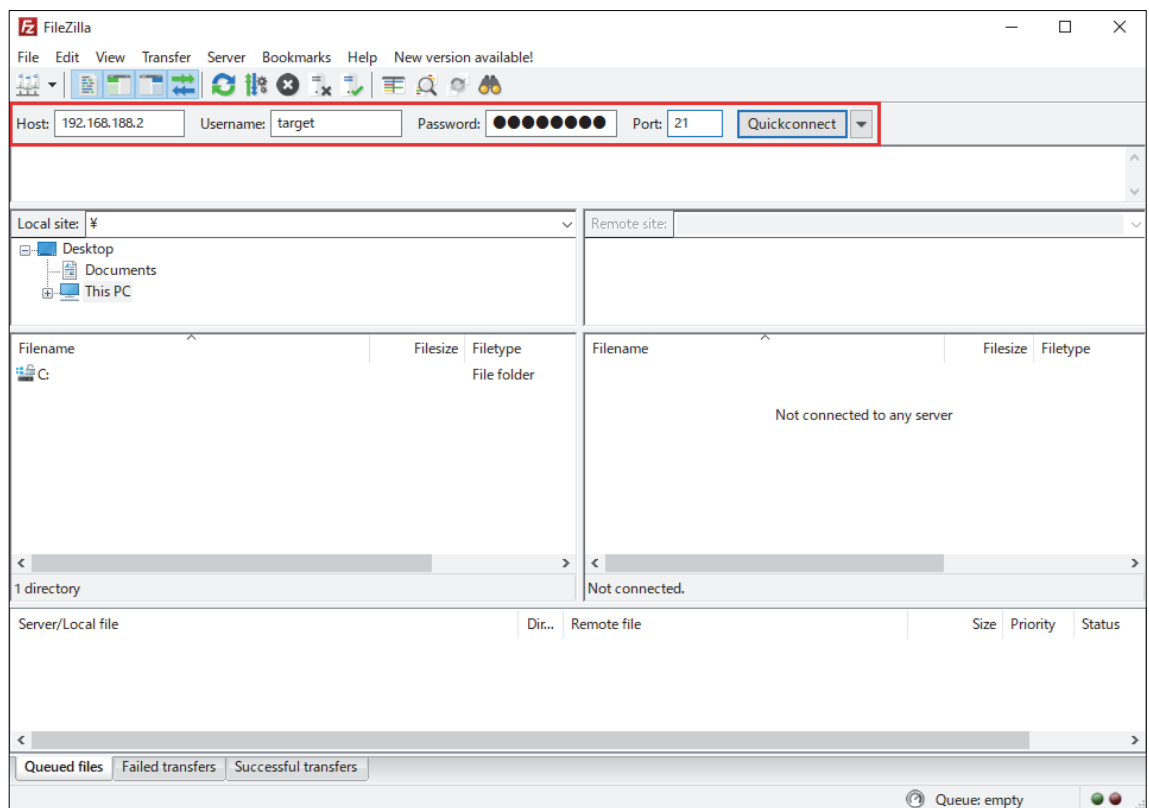 FileZilla
File Edit View Transfer Server Bookmarks Help New version available!
Host: 192.168.188.2 Username: target Password: ●●●●●●●● Port: 21 Quickconnect
Local site: ¥
Remote site:
Desktop
Documents
This PC
Filename Filesize Filetype
C: File folder
1 directory
Filename Filesize Filetype
Not connected to any server
Not connected.
Server/Local file Dir... Remote file Size Priority Status
Queued files Failed transfers Successful transfers
Queue: empty